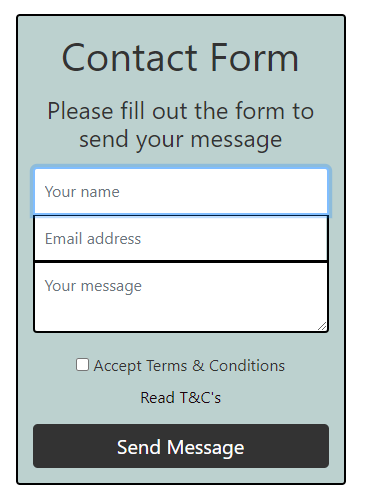 Contact Form
Please fill out the form to
send your message
Your name
Email address
Your message
Accept Terms & Conditions
Read T&C's
Send Message